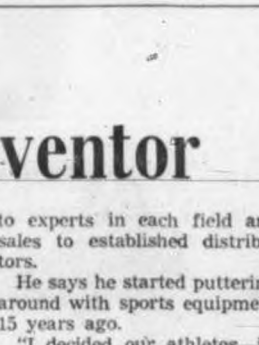 ventor
to experts in each field a
sales to established distrib
tors.
He says he started putterin
around with sports equipme
15 years ago.
"I decided our athletes